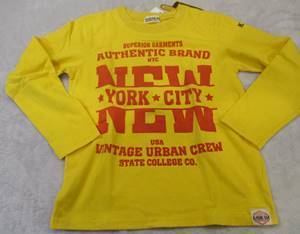 SUPERIOR GARMENTS
AUTHENTIC BRAND
NYC
NEW
★ YORK ★ CITY ★
NEW
USA
VINTAGE URBAN CREW
STATE COLLEGE CO.